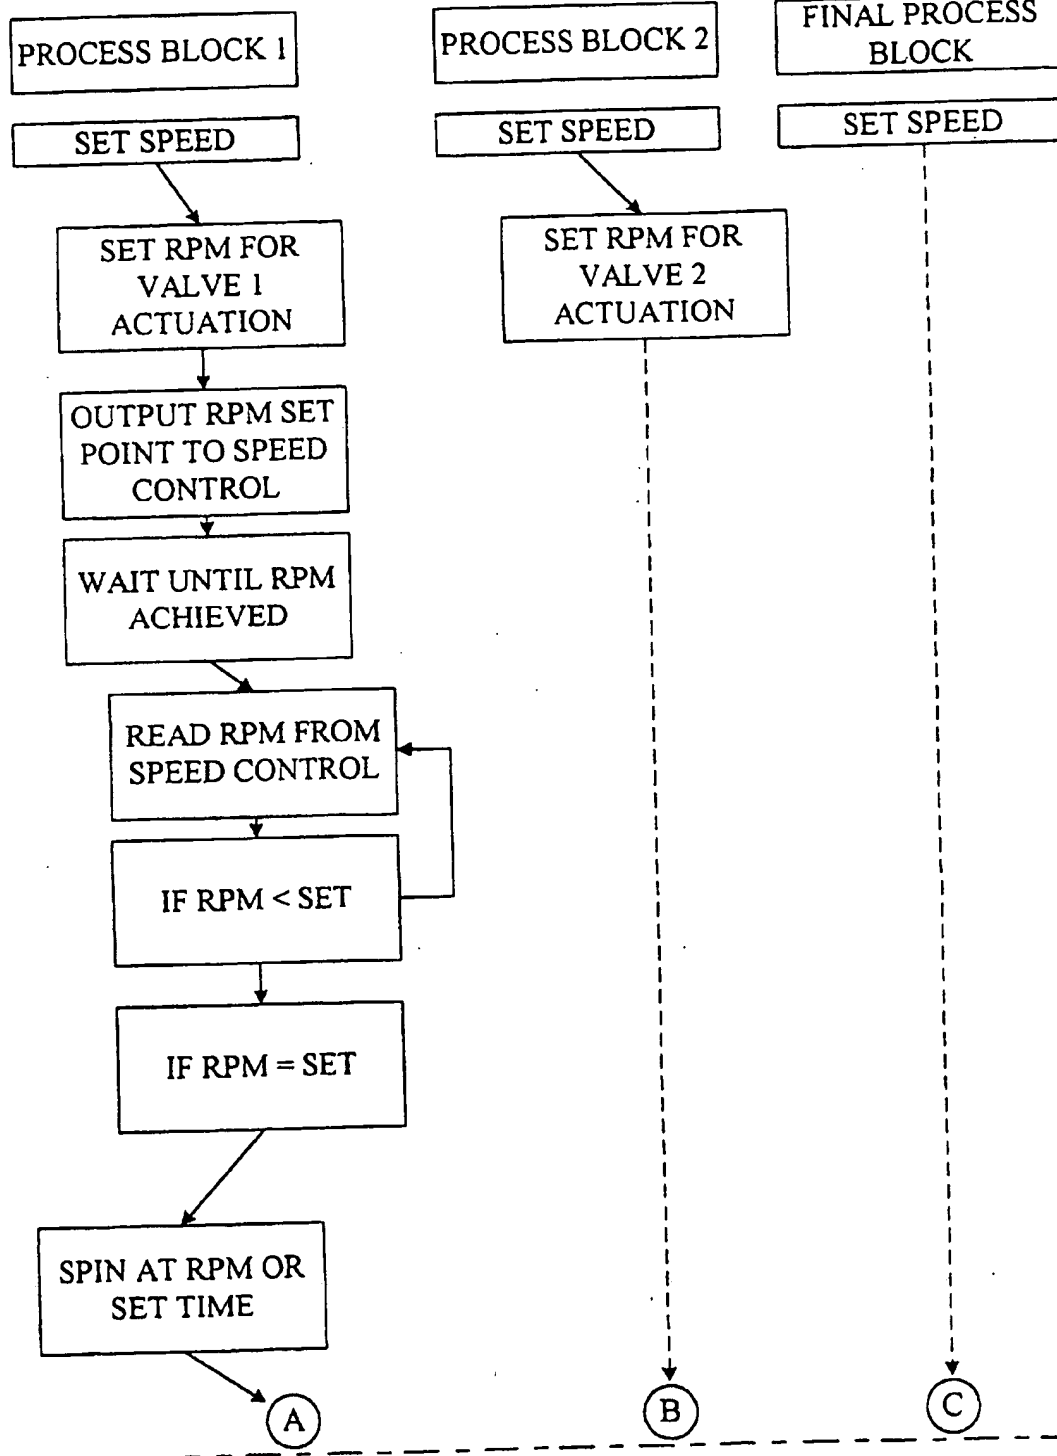 PROCESS BLOCK 1
SET SPEED
SET RPM FOR
VALVE 1
ACTUATION
OUTPUT RPM SET
POINT TO SPEED
CONTROL
WAIT UNTIL RPM
ACHIEVED
READ RPM FROM
SPEED CONTROL
IF RPM < SET
IF RPM = SET
SPIN AT RPM OR
SET TIME
A
PROCESS BLOCK 2
SET SPEED
SET RPM FOR
VALVE 2
ACTUATION
B
FINAL PROCESS
BLOCK
SET SPEED
C